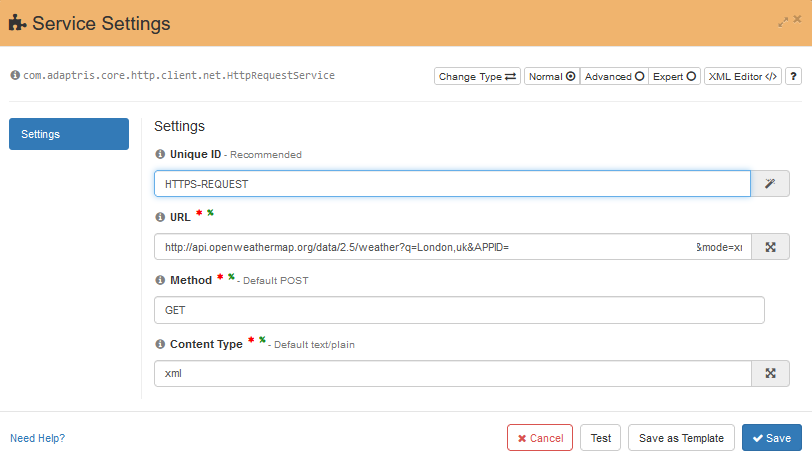 Service Settings
com.adaptris.core.http.client.net.HttpRequestService
Change Type
Normal
Advanced
Expert
XML Editor </>
?
Settings
Settings
Unique ID - Recommended
HTTPS-REQUEST
URL
http://api.openweathermap.org/data/2.5/weather?q=London,uk&APPID= &mode=xm
Method - Default POST
GET
Content Type - Default text/plain
xml
Need Help?
Cancel
Test
Save as Template
Save